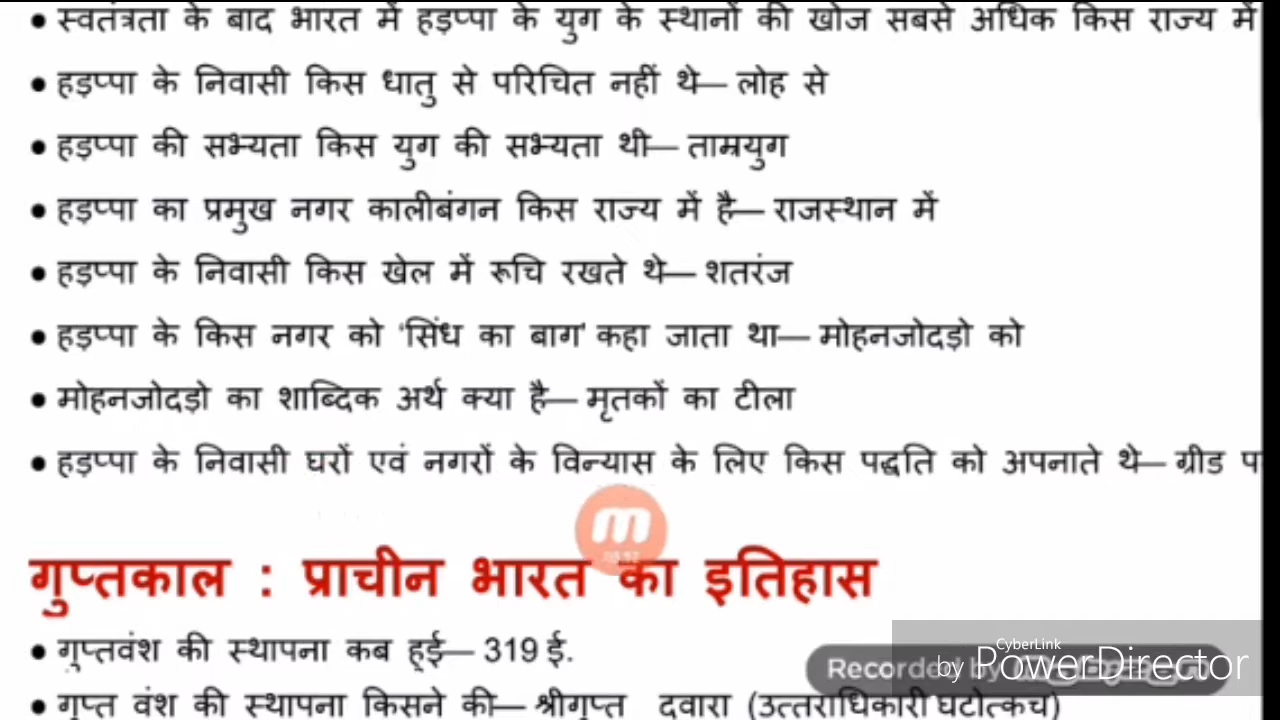 ● स्वतंत्रता के बाद भारत में हड़प्पा के युग के स्थानों की खोज सबसे अधिक किस राज्य में
● हड़प्पा के निवासी किस धातु से परिचित नहीं थे— लोह से
● हड़प्पा की सभ्यता किस युग की सभ्यता थी— ताम्रयुग
● हड़प्पा का प्रमुख नगर कालीबंगन किस राज्य में है— राजस्थान में
● हड़प्पा के निवासी किस खेल में रूचि रखते थे— शतरंज
● हड़प्पा के किस नगर को 'सिंध का बाग' कहा जाता था— मोहनजोदड़ो को
● मोहनजोदड़ो का शाब्दिक अर्थ क्या है— मृतकों का टीला
● हड़प्पा के निवासी घरों एवं नगरों के विन्यास के लिए किस पद्धति को अपनाते थे— ग्रीड
गुप्तकाल : प्राचीन भारत का इतिहास
● गुप्तवंश की स्थापना कब हुई— 319 ई.
● गुप्त वंश की स्थापना किसने की— श्रीगुप्त दवारा (उत्तराधिकारी घटोत्कच)
Recorded by
CyberLink
by PowerDirector